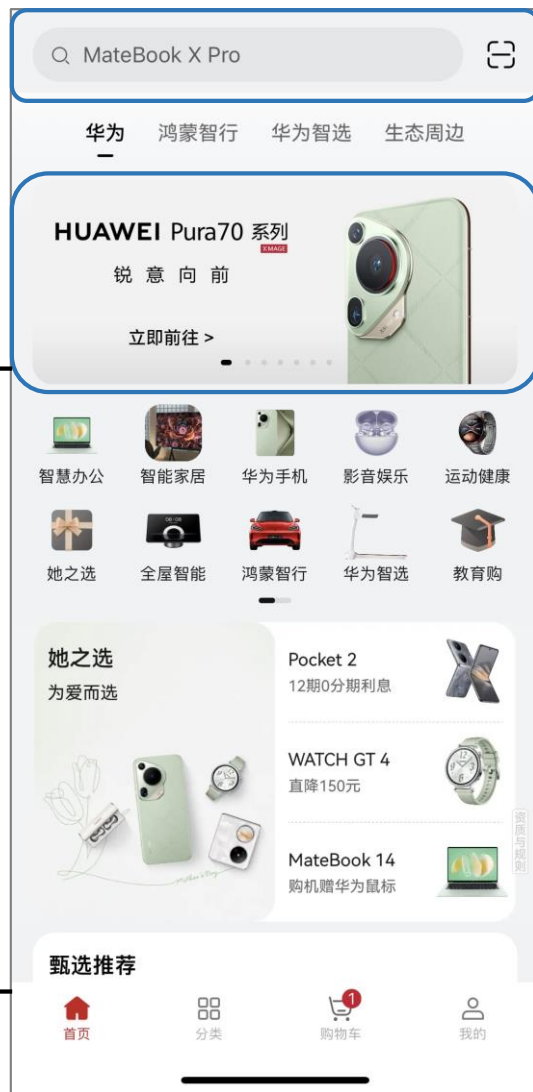 MateBook X Pro
华为 鸿蒙智行 华为智选 生态周边
HUAWEI Pura70 系列
XMAGE
锐意向前
立即前往 >
智慧办公 智能家居 华为手机 影音娱乐 运动健康
08:08
她之选 全屋智能 鸿蒙智行 华为智选 教育购
她之选
为爱而选
Pocket 2
12期0分期利息
WATCH GT 4
直降150元
MateBook 14
购机赠华为鼠标
资质与规则
甄选推荐
1
首页 分类 购物车 我的